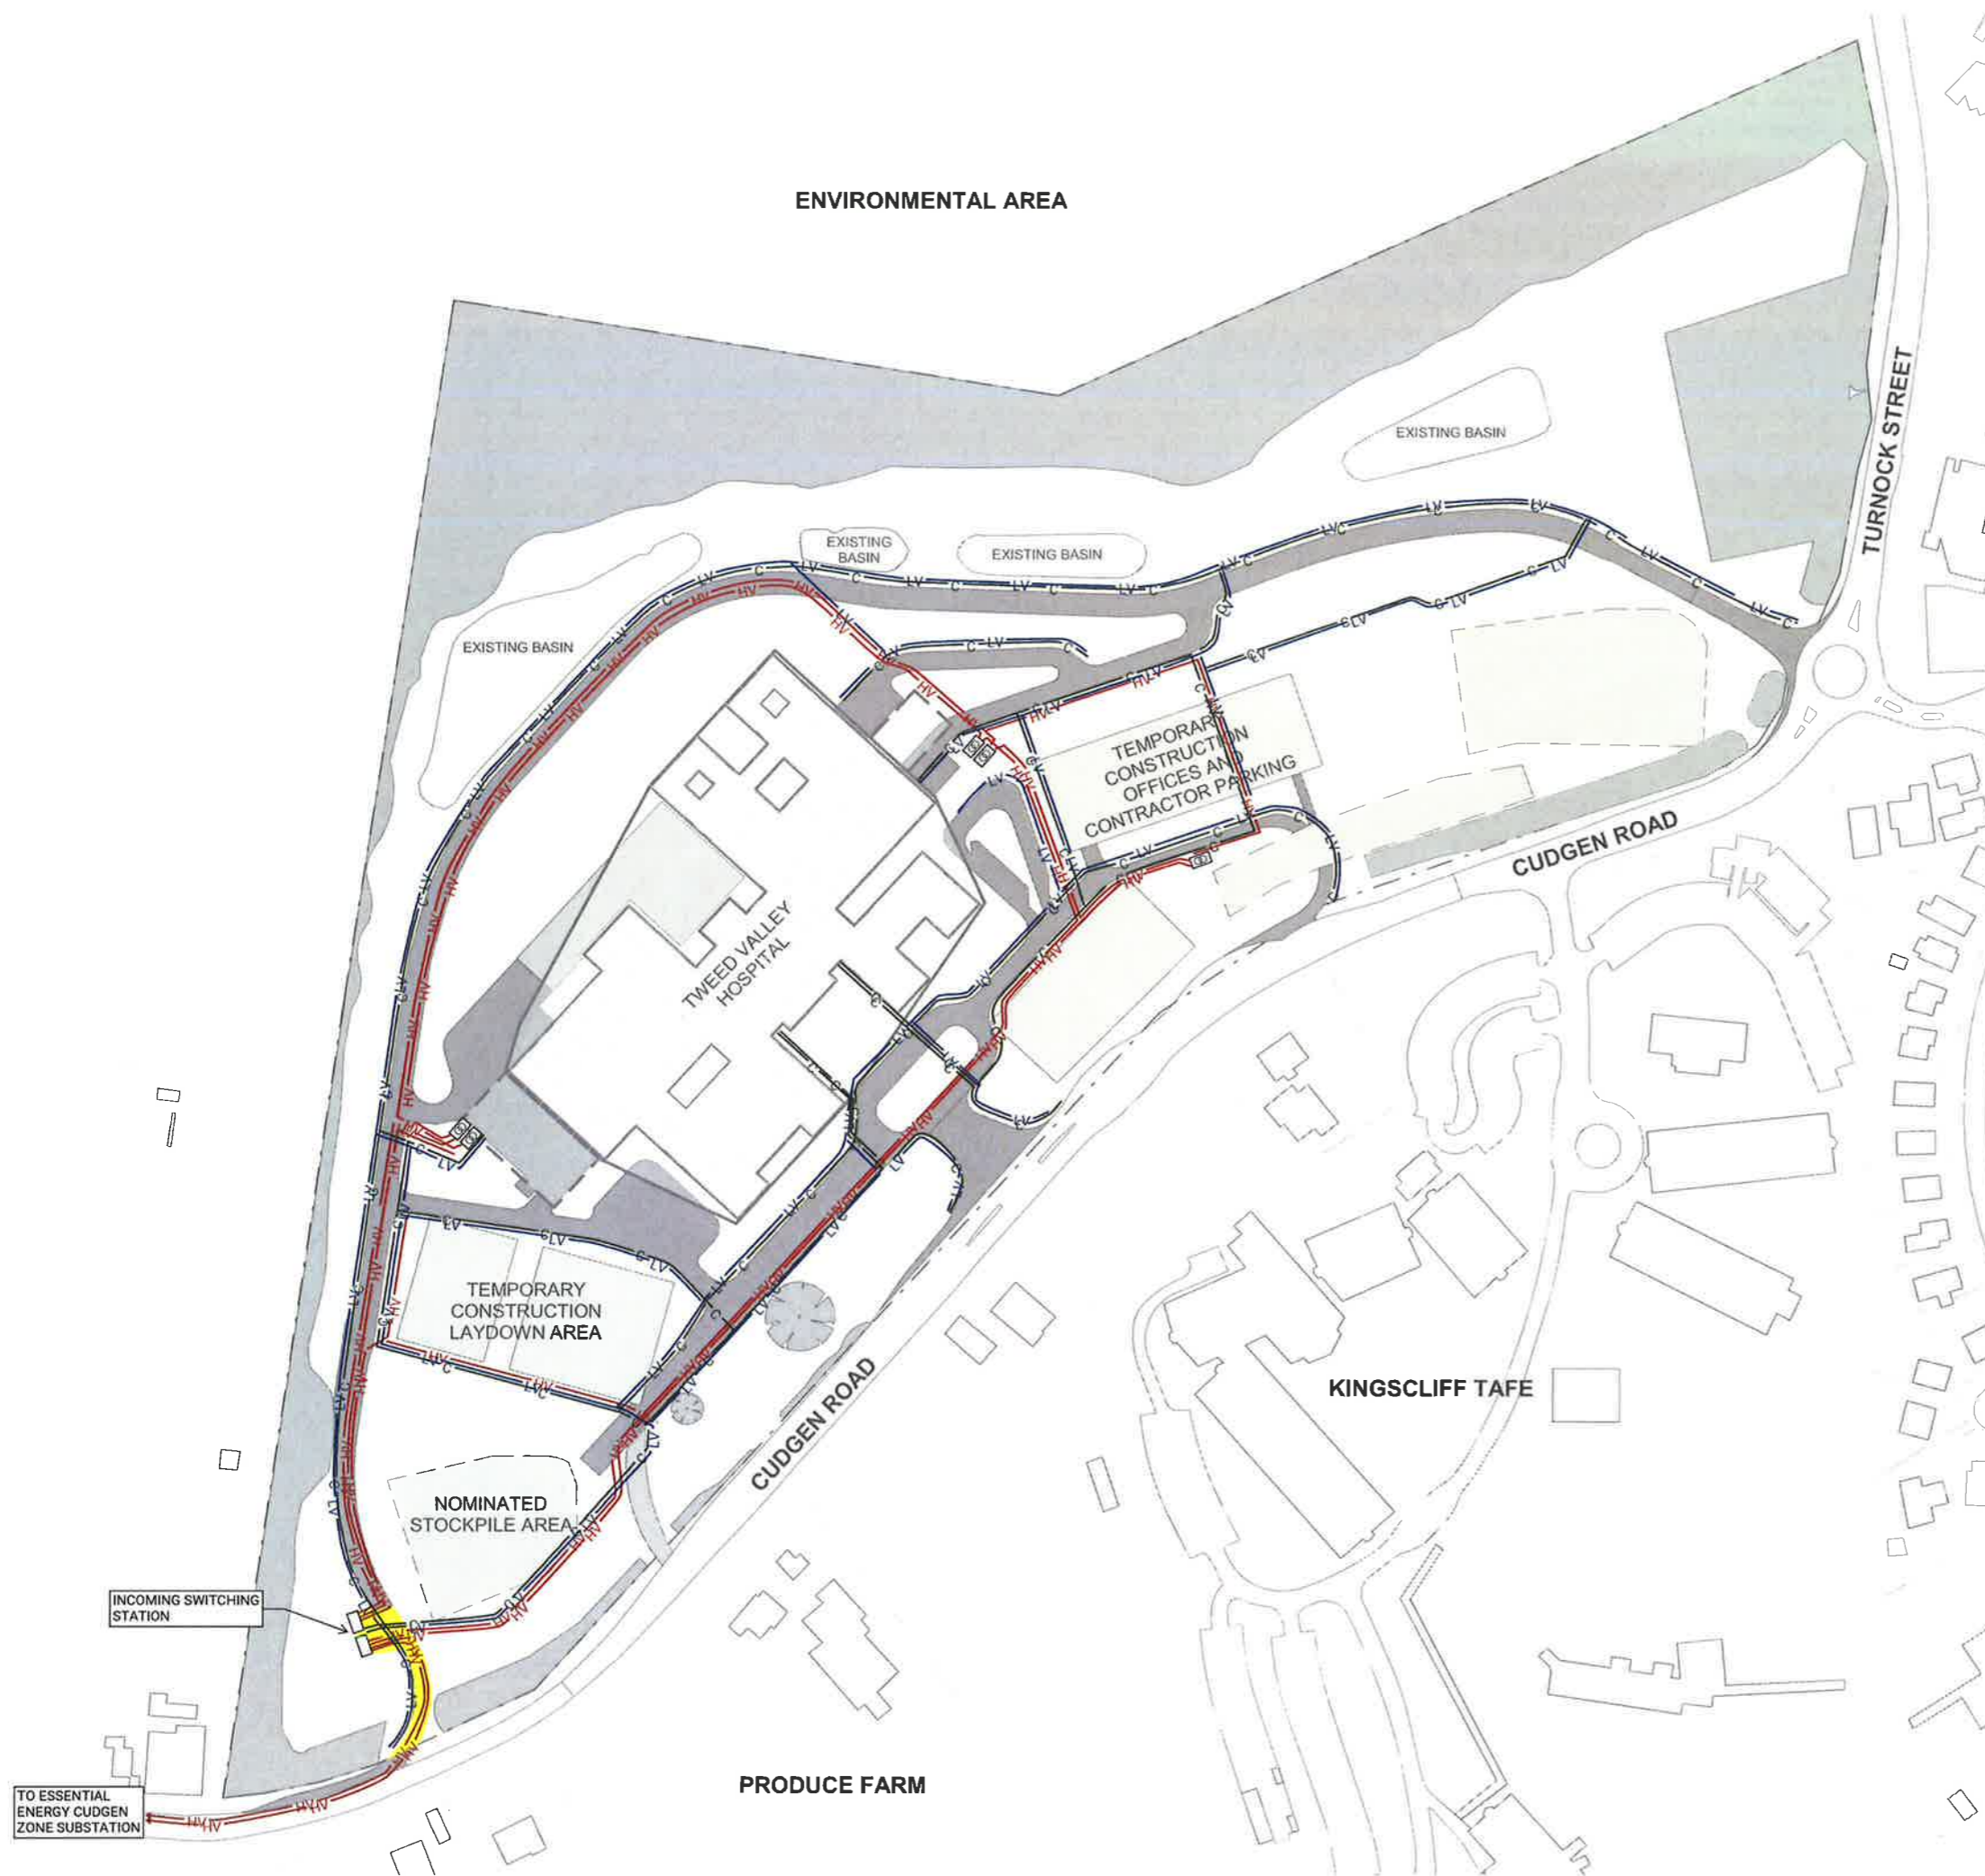 ENVIRONMENTAL AREA
TURNOCK STREET
EXISTING BASIN
EXISTING
BASIN
EXISTING BASIN
EXISTING BASIN
TEMPORARY
CONSTRUCTION
OFFICES AND
CONTRACTOR PARKING
CUDGEN ROAD
TWEED VALLEY
HOSPITAL
TEMPORARY
CONSTRUCTION
LAYDOWN AREA
KINGSCLIFF TAFE
CUDGEN ROAD
NOMINATED
STOCKPILE AREA
INCOMING SWITCHING
STATION
PRODUCE FARM
TO ESSENTIAL
ENERGY CUDGEN
ZONE SUBSTATION